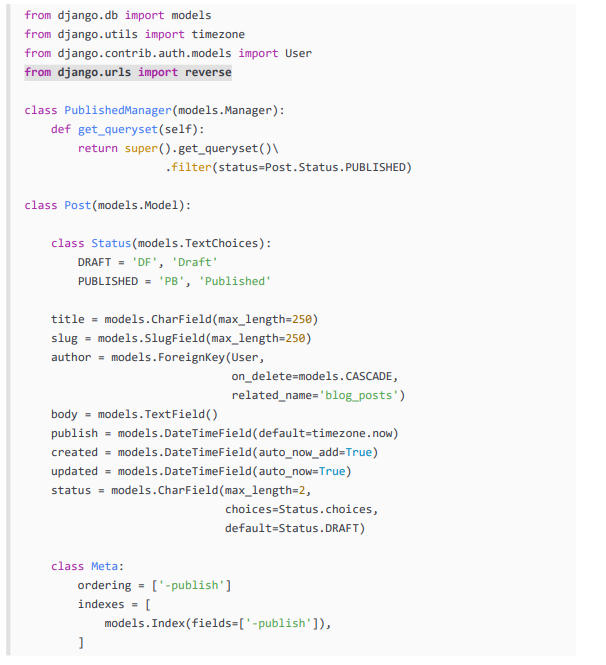 from django.db import models
from django.utils import timezone
from django.contrib.auth.models import User
from django.urls import reverse

class PublishedManager(models.Manager):
    def get_queryset(self):
        return super().get_queryset()\
                     .filter(status=Post.Status.PUBLISHED)

class Post(models.Model):

    class Status(models.TextChoices):
        DRAFT = 'DF', 'Draft'
        PUBLISHED = 'PB', 'Published'

    title = models.CharField(max_length=250)
    slug = models.SlugField(max_length=250)
    author = models.ForeignKey(User,
                               on_delete=models.CASCADE,
                               related_name='blog_posts')
    body = models.TextField()
    publish = models.DateTimeField(default=timezone.now)
    created = models.DateTimeField(auto_now_add=True)
    updated = models.DateTimeField(auto_now=True)
    status = models.CharField(max_length=2,
                              choices=Status.choices,
                              default=Status.DRAFT)

    class Meta:
        ordering = ['-publish']
        indexes = [
            models.Index(fields=['-publish']),
        ]